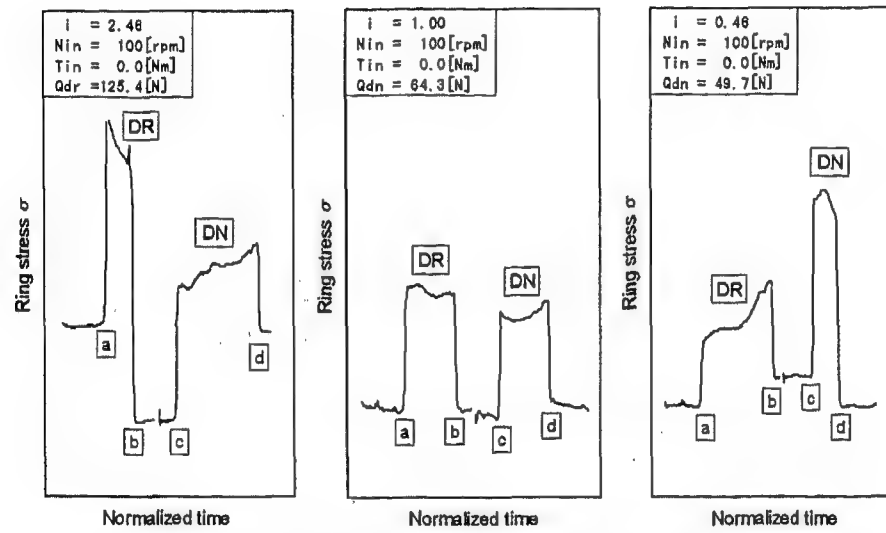 i = 2.46
Nin = 100[rpm]
Tin = 0.0[Nm]
Qdr =125.4[N]
DR
DN
a
b
c
d
Ring stress σ
Normalized time
i = 1.00
Nin = 100[rpm]
Tin = 0.0[Nm]
Qdn = 64.3[N]
DR
DN
a
b
c
d
Ring stress σ
Normalized time
i = 0.46
Nin = 100[rpm]
Tin = 0.0[Nm]
Qdn = 49.7[N]
DR
DN
a
b
c
d
Ring stress σ
Normalized time